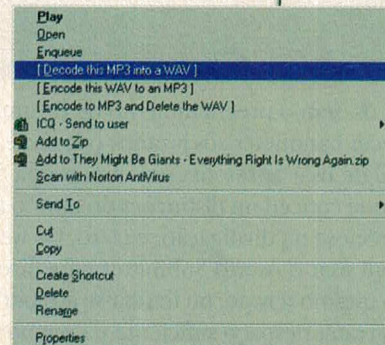 Play
Open
Enqueue
[ Decode this MP3 into a WAV ]
[ Encode this WAV to an MP3 ]
[ Encode to MP3 and Delete the WAV ]
ICQ - Send to user
Add to Zip
Add to They Might Be Giants - Everything Right Is Wrong Again.zip
Scan with Norton AntiVirus
Send To
Cut
Copy
Create Shortcut
Delete
Rename
Properties